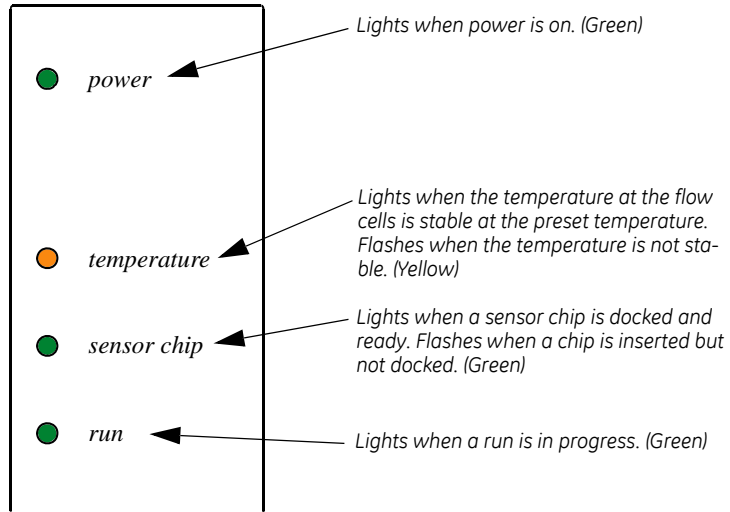 Lights when power is on. (Green)
power
Lights when the temperature at the flow
cells is stable at the preset temperature.
Flashes when the temperature is not sta-
ble. (Yellow)
temperature
Lights when a sensor chip is docked and
ready. Flashes when a chip is inserted but
not docked. (Green)
sensor chip
run
Lights when a run is in progress. (Green)